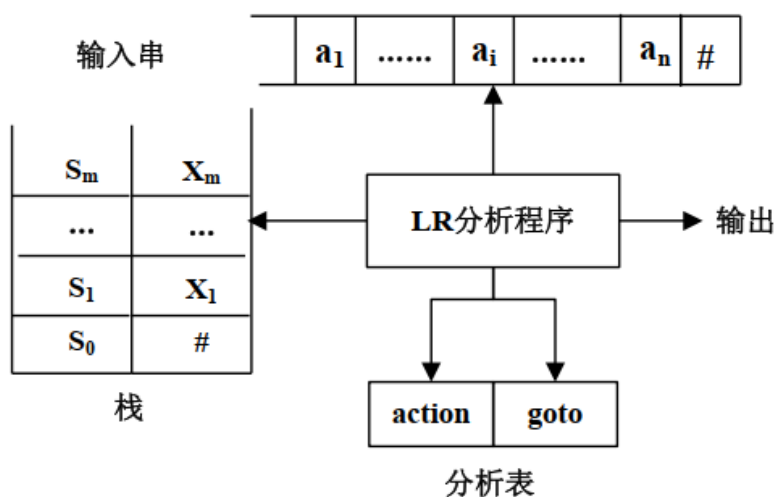 输入串 a1 …… ai …… an #
Sm Xm
... ...
S1 X1
S0 #
栈
LR分析程序
输出
action goto
分析表